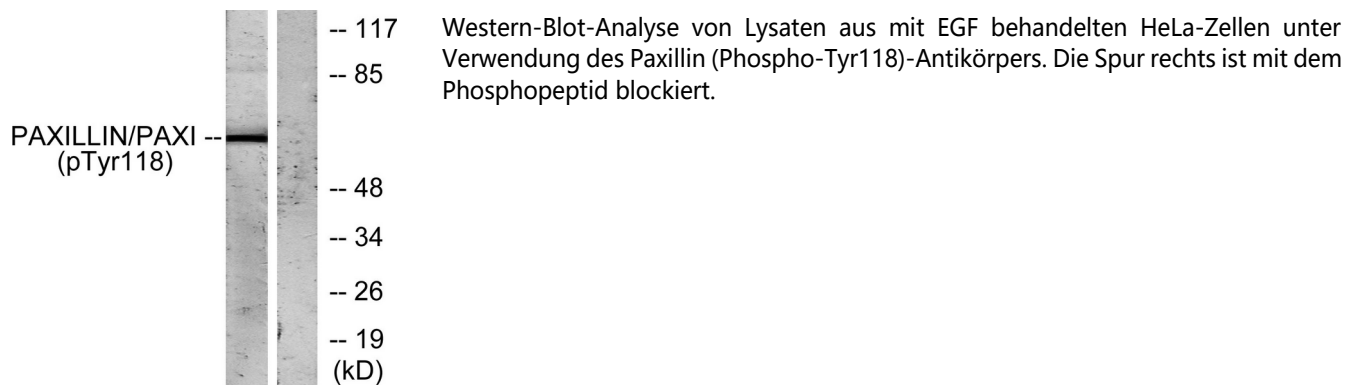 PAXILLIN/PAXI --
(pTyr118)
-- 117
-- 85
-- 48
-- 34
-- 26
-- 19
(kD)
Western-Blot-Analyse von Lysaten aus mit EGF behandelten HeLa-Zellen unter
Verwendung des Paxillin (Phospho-Tyr118)-Antikörpers. Die Spur rechts ist mit dem
Phosphopeptid blockiert.